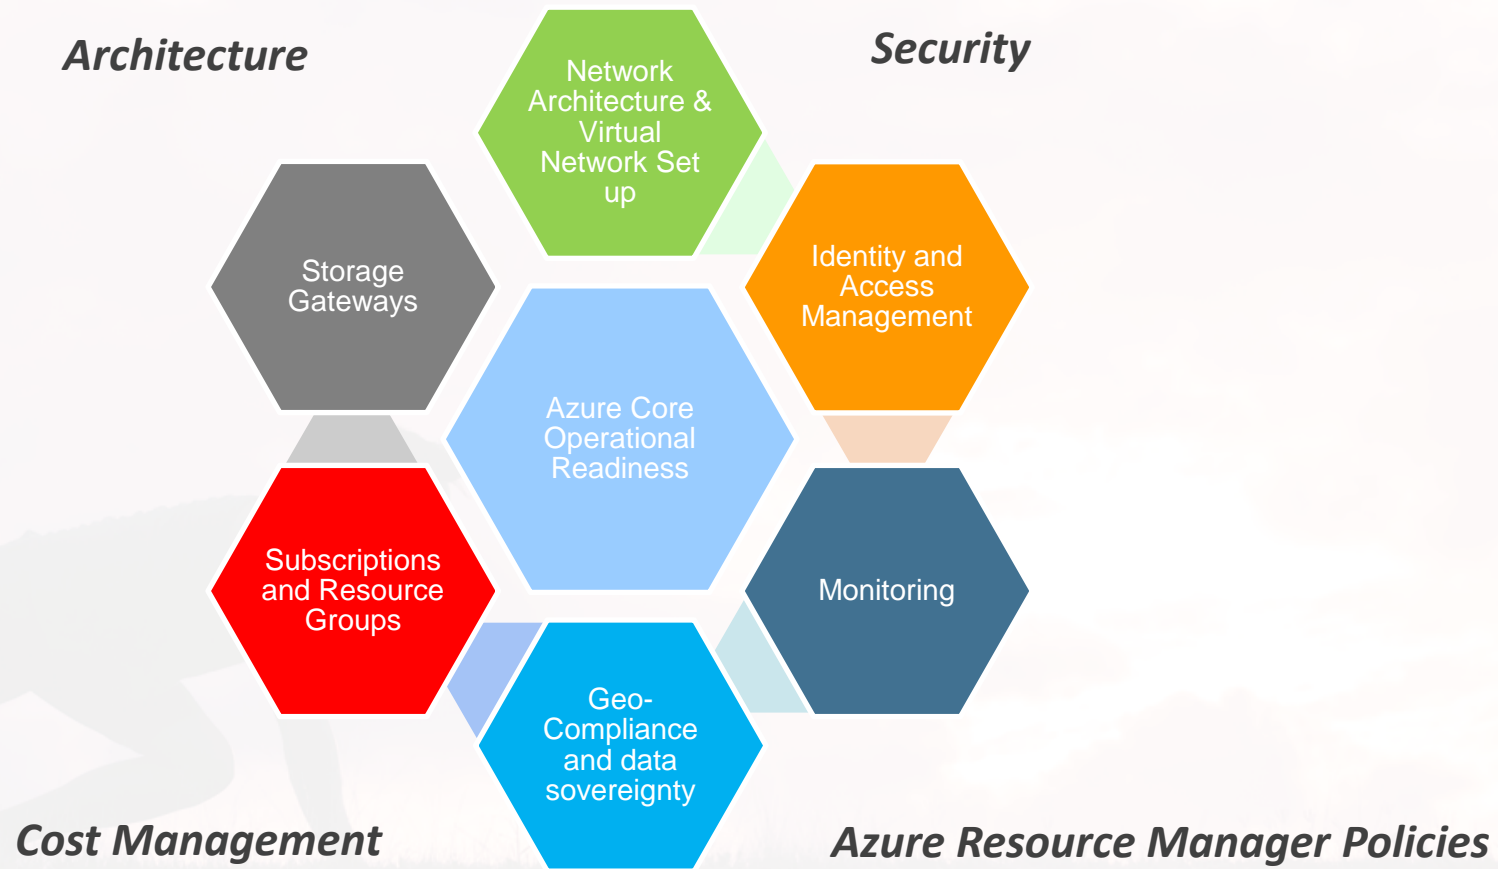 Architecture
Security
Network
Architecture &
Virtual
Network Set
up
Storage
Gateways
Identity and
Access
Management
Azure Core
Operational
Readiness
Subscriptions
and Resource
Groups
Monitoring
Geo-
Compliance
and data
sovereignty
Cost Management
Azure Resource Manager Policies